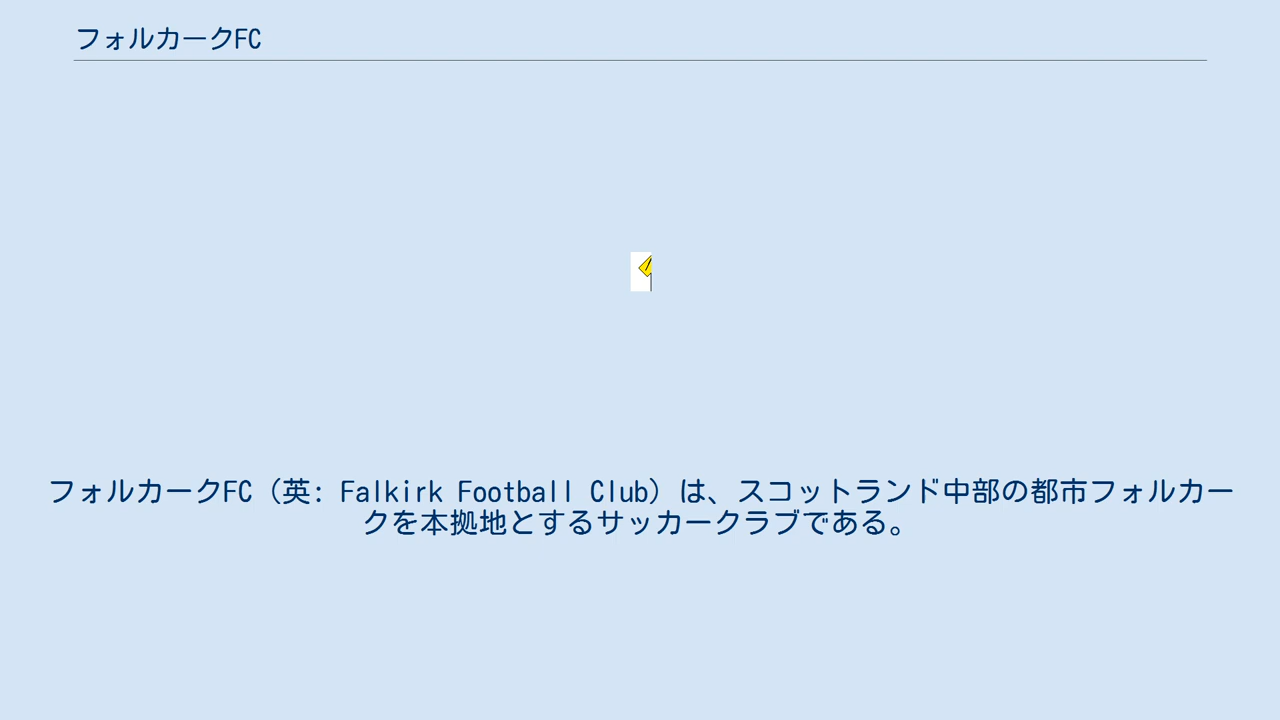 フォルカークFC
フォルカークFC（英: Falkirk Football Club）は、スコットランド中部の都市フォルカー
クを本拠地とするサッカークラブである。